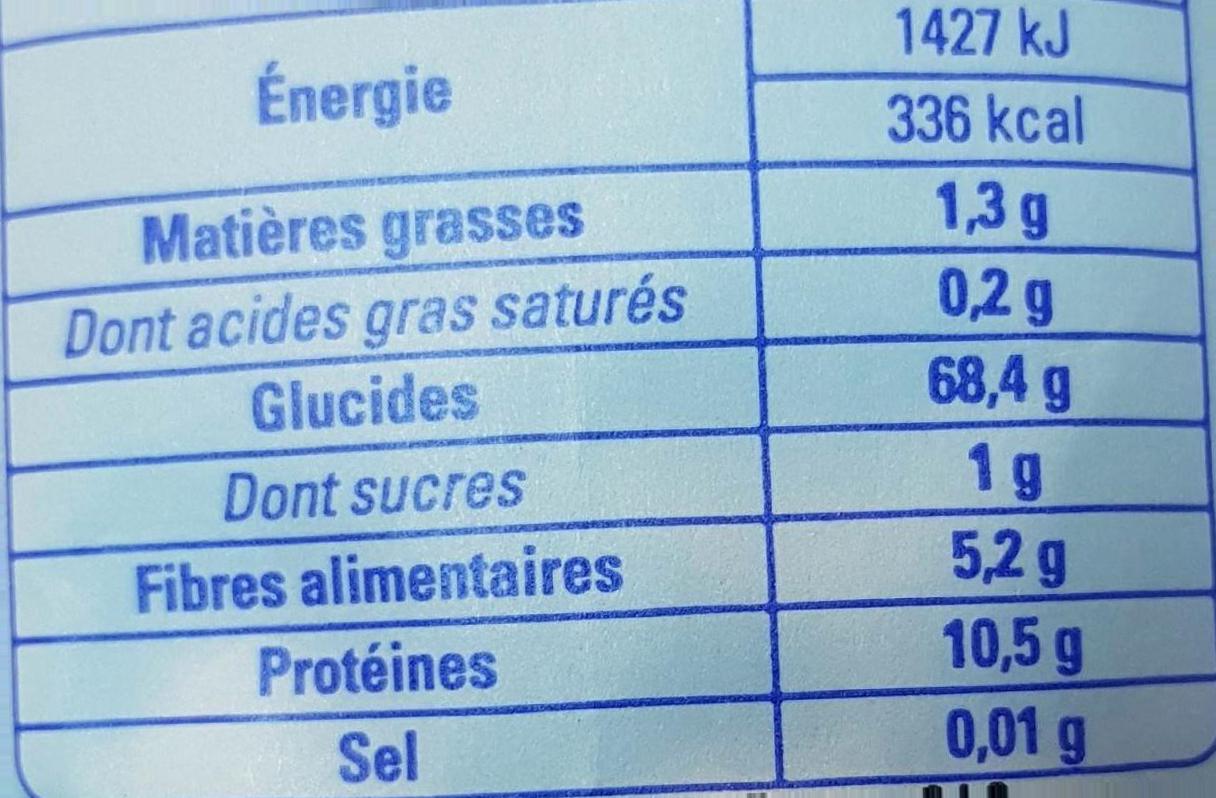 Énergie 1427 kJ
336 kcal
Matières grasses 1,3 g
Dont acides gras saturés 0,2 g
Glucides 68,4 g
Dont sucres 1 g
Fibres alimentaires 5,2 g
Protéines 10,5 g
Sel 0,01 g